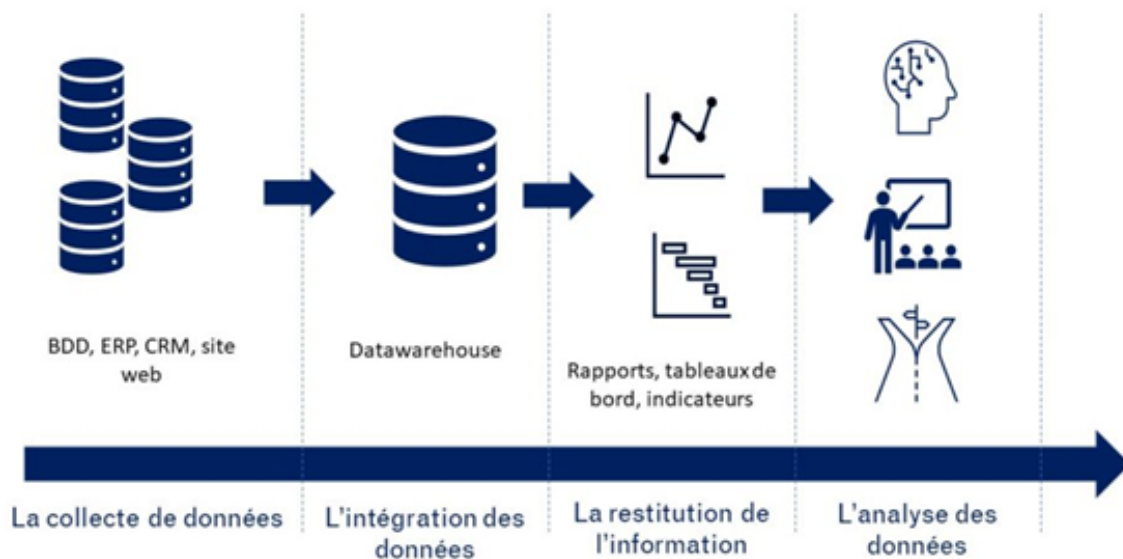 BDD, ERP, CRM, site
web
Datawarehouse
Rapports, tableaux de
bord, indicateurs
La collecte de données
L'intégration des
données
La restitution de
l'information
L'analyse des
données